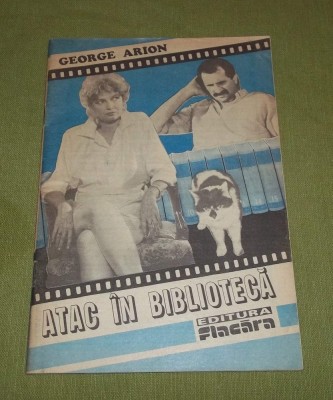 GEORGE ARION
ATAC ÎN BIBLIOTECĂ
EDITURA
flacăra